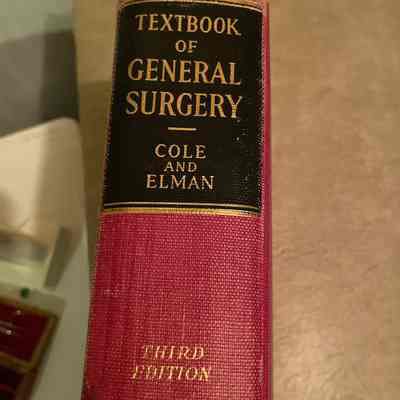 TEXTBOOK
OF
GENERAL
SURGERY
COLE
AND
ELMAN
THIRD
EDITION